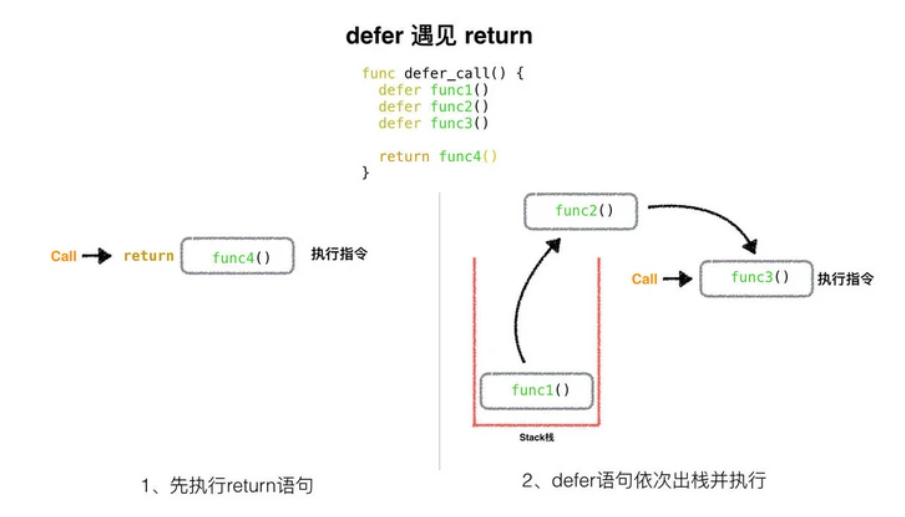 defer 遇见 return
func defer_call() {
  defer func1()
  defer func2()
  defer func3()
  return func4()
}
Call return func4() 执行指令
1、先执行return语句
func2()
Call func3() 执行指令
func1()
Stack栈
2、defer语句依次出栈并执行